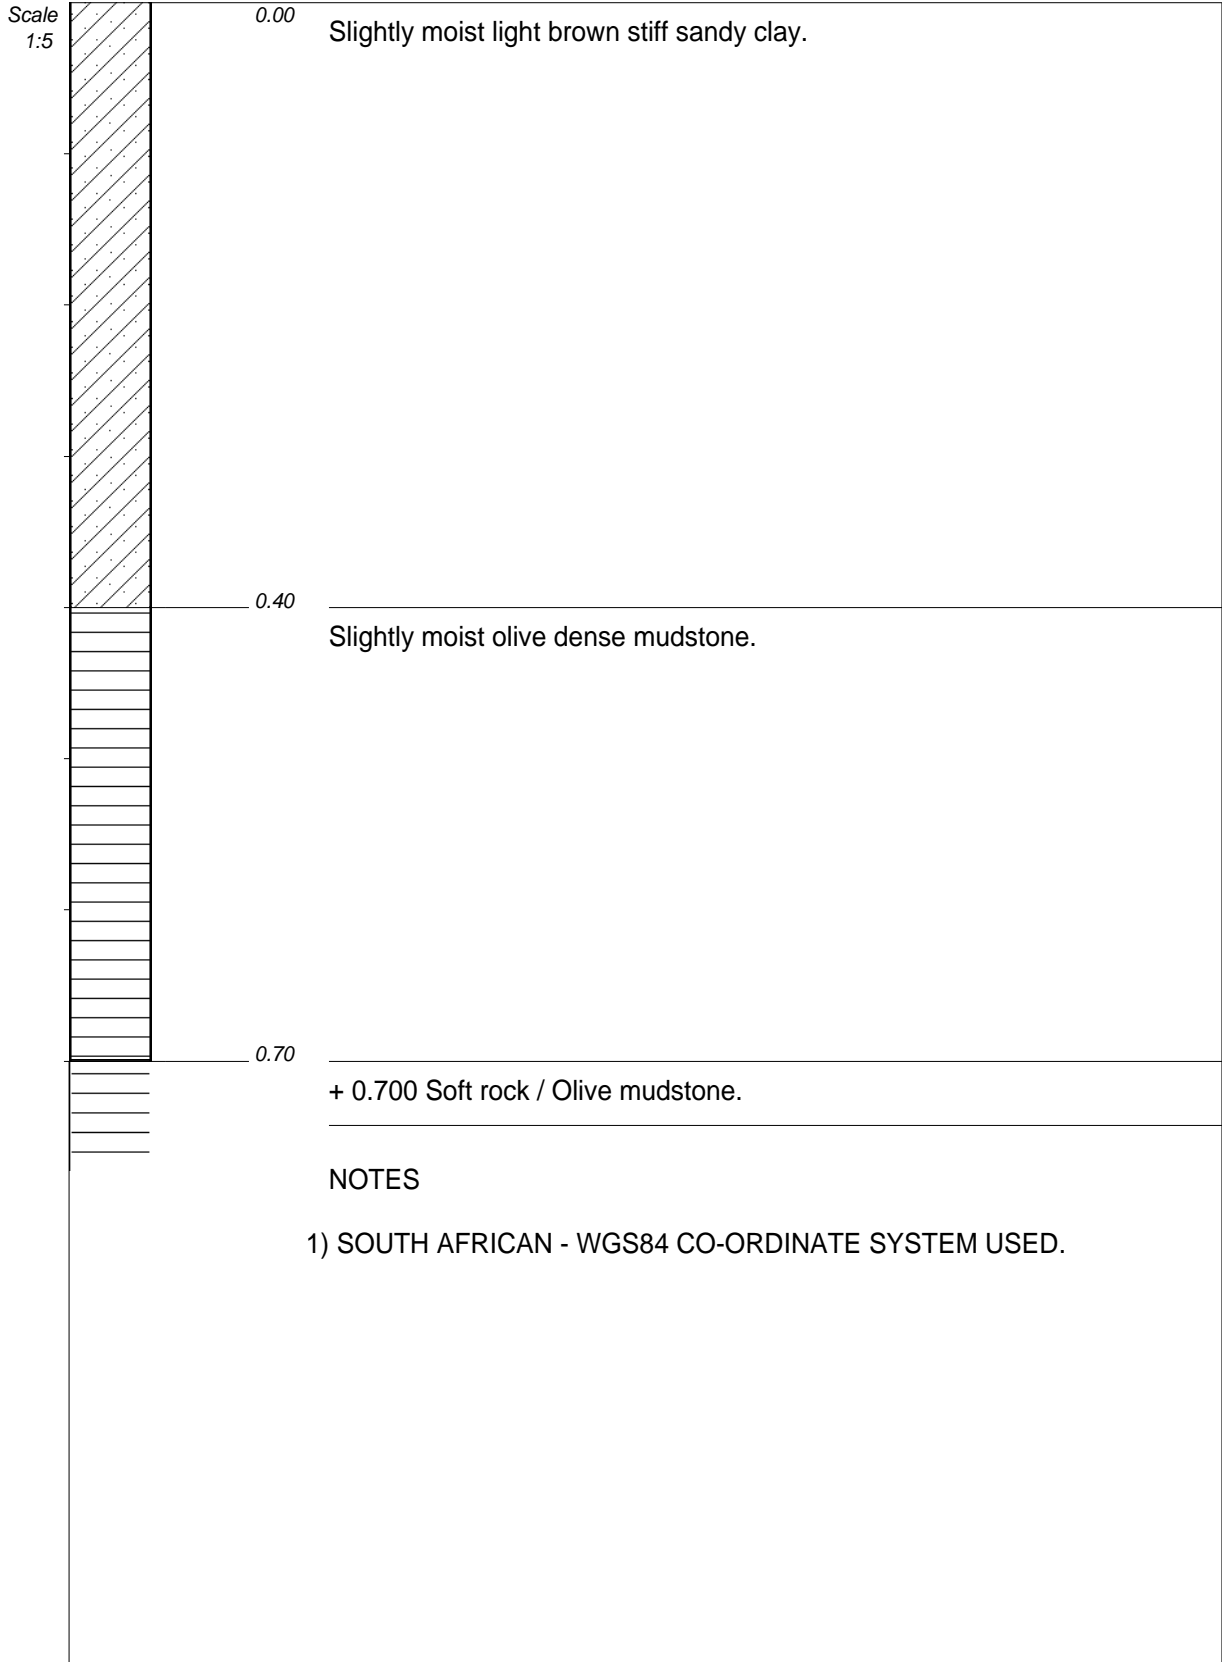 Scale
1:5
0.00
Slightly moist light brown stiff sandy clay.
0.40
Slightly moist olive dense mudstone.
0.70
+ 0.700 Soft rock / Olive mudstone.
NOTES
1) SOUTH AFRICAN - WGS84 CO-ORDINATE SYSTEM USED.